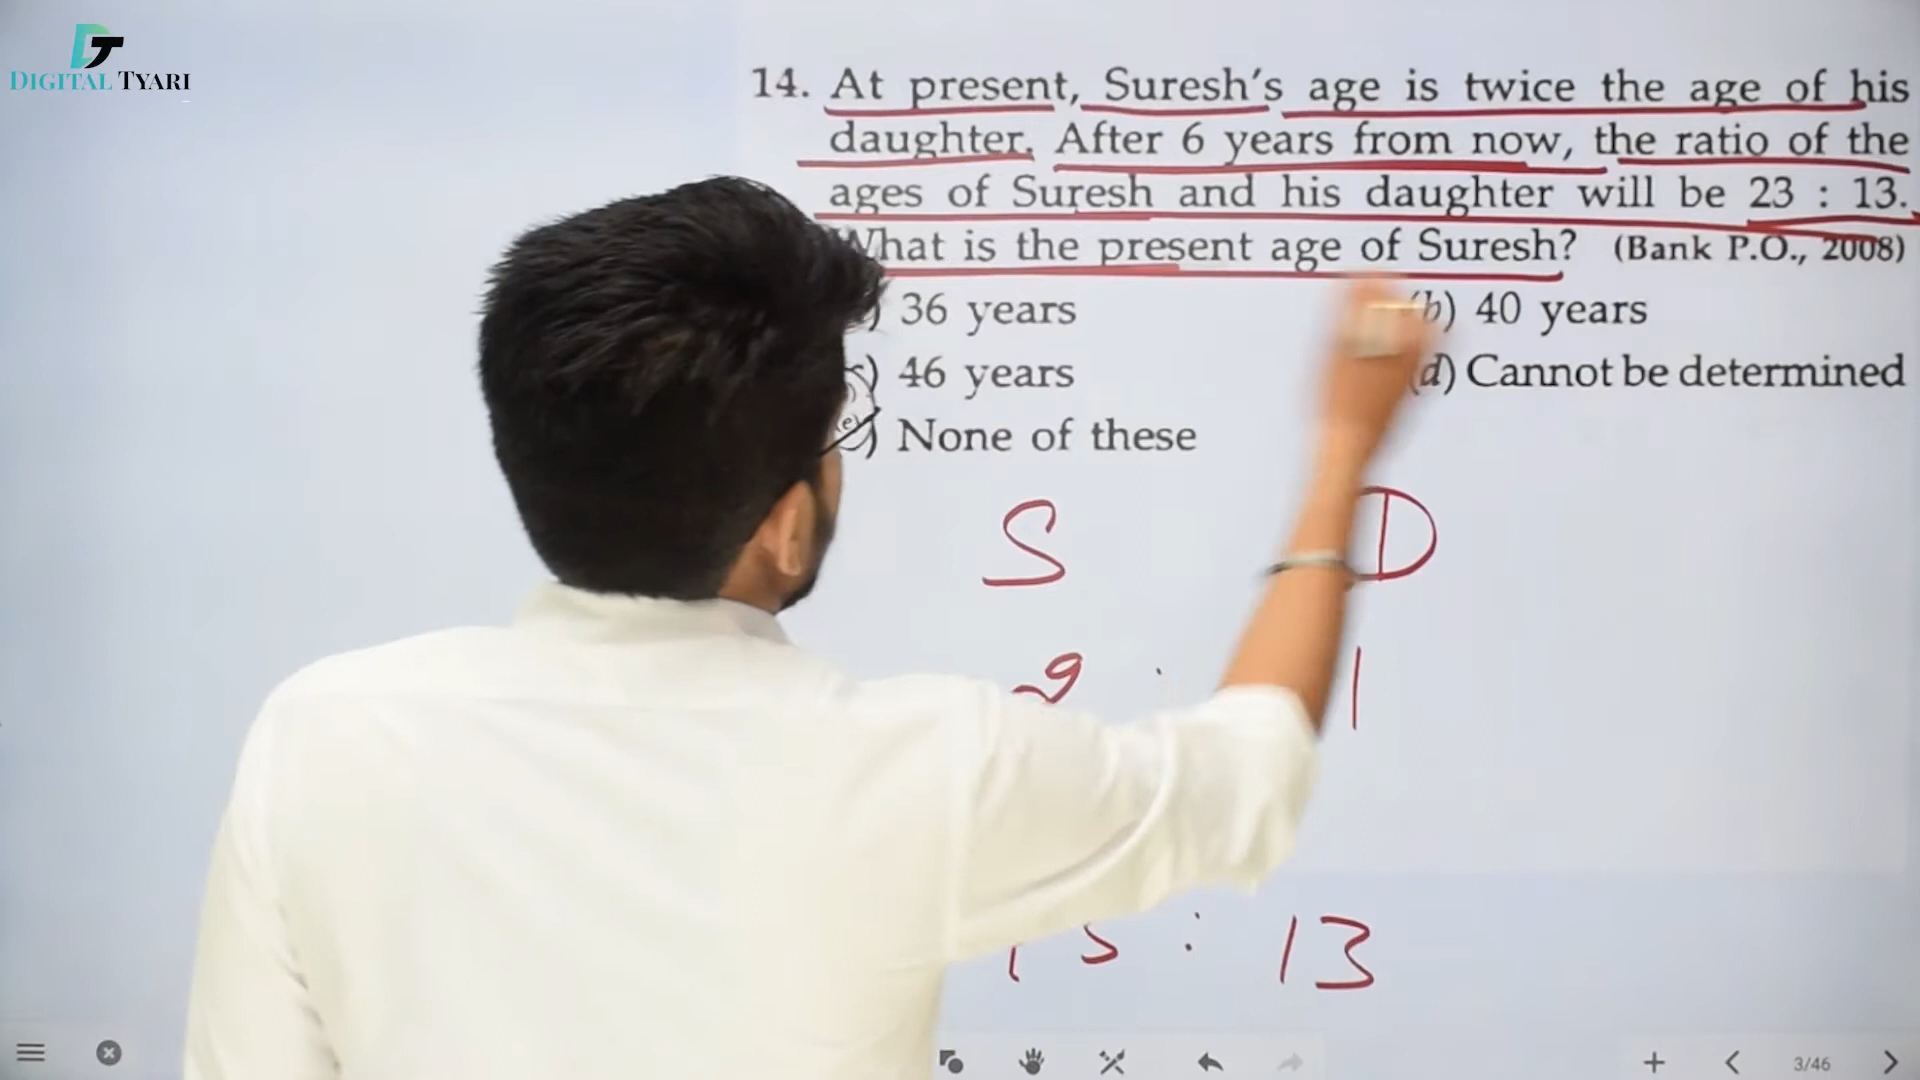 DIGITAL TYARI
14. At present, Suresh's age is twice the age of his
daughter. After 6 years from now, the ratio of the
ages of Suresh and his daughter will be 23 : 13.
What is the present age of Suresh? (Bank P.O., 2008)
) 36 years (b) 40 years
) 46 years (d) Cannot be determined
(e)
) None of these
S D
2 : 1
: 13
3/46